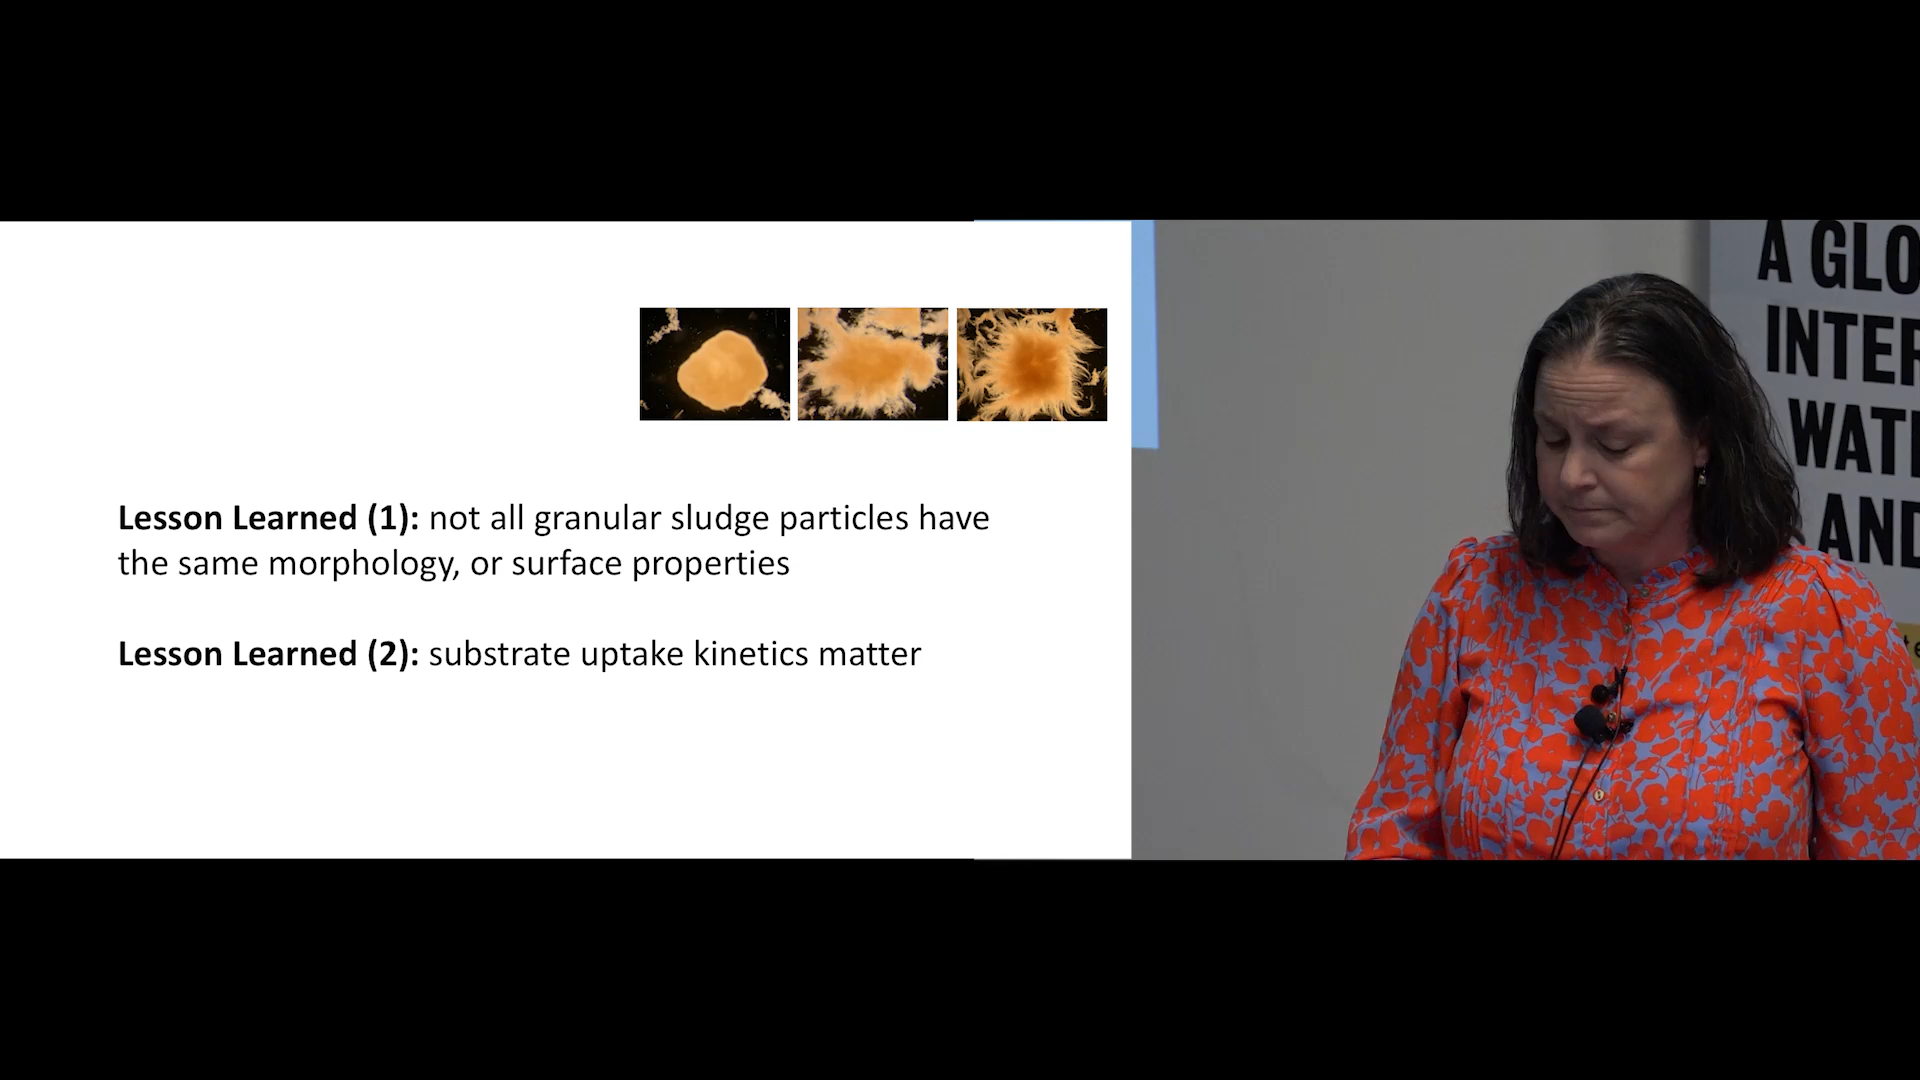 Lesson Learned (1): not all granular sludge particles have
the same morphology, or surface properties
Lesson Learned (2): substrate uptake kinetics matter
A GLO
INTER
WATE
AND